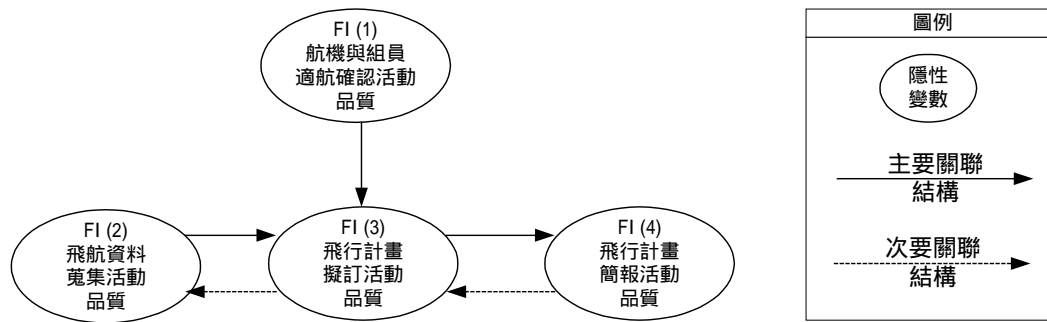 FI (1)
航機與組員
適航確認活動
品質
FI (2)
飛航資料
蒐集活動
品質
FI (3)
飛行計畫
擬訂活動
品質
FI (4)
飛行計畫
簡報活動
品質
圖例
隱性
變數
主要關聯
結構
次要關聯
結構